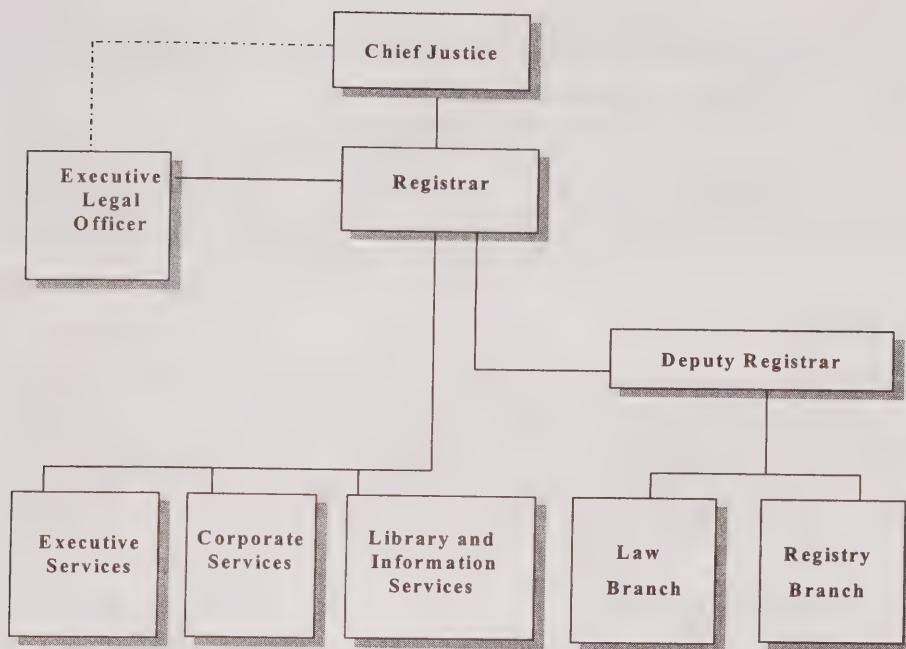 Chief Justice
Executive
Legal
Officer
Registrar
Deputy Registrar
Executive
Services
Corporate
Services
Library and
Information
Services
Law
Branch
Registry
Branch